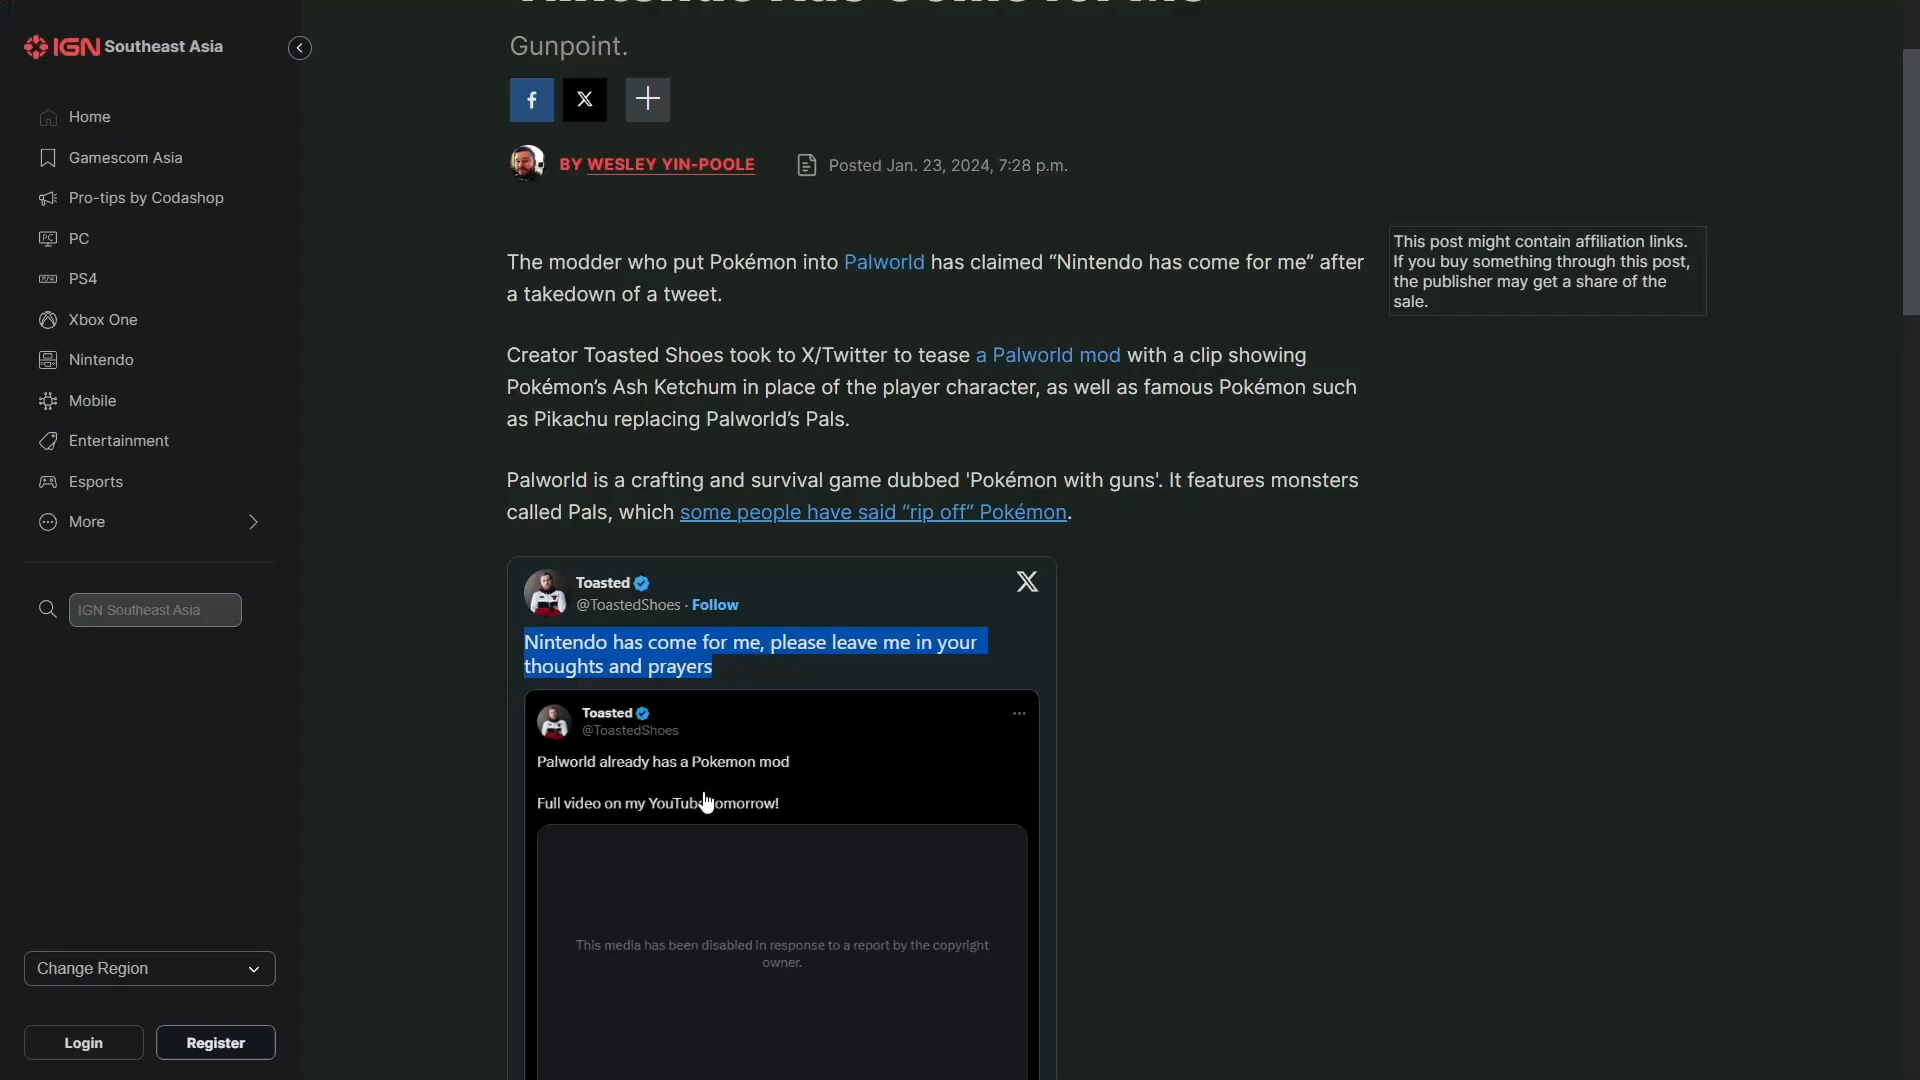 Nintendo Has Come for Me
IGN Southeast Asia
Gunpoint.
Home
Gamescom Asia
Pro-tips by Codashop
PC
PS4
Xbox One
Nintendo
Mobile
Entertainment
Esports
More
IGN Southeast Asia
Change Region
Login
Register
BY WESLEY YIN-POOLE
Posted Jan. 23, 2024, 7:28 p.m.
The modder who put Pokémon into Palworld has claimed “Nintendo has come for me” after
a takedown of a tweet.
Creator Toasted Shoes took to X/Twitter to tease a Palworld mod with a clip showing
Pokémon’s Ash Ketchum in place of the player character, as well as famous Pokémon such
as Pikachu replacing Palworld’s Pals.
Palworld is a crafting and survival game dubbed 'Pokémon with guns'. It features monsters
called Pals, which some people have said “rip off” Pokémon.
This post might contain affiliation links.
If you buy something through this post,
the publisher may get a share of the
sale.
Toasted
@ToastedShoes · Follow
Nintendo has come for me, please leave me in your
thoughts and prayers
Toasted
@ToastedShoes
Palworld already has a Pokemon mod
Full video on my YouTube tomorrow!
This media has been disabled in response to a report by the copyright
owner.